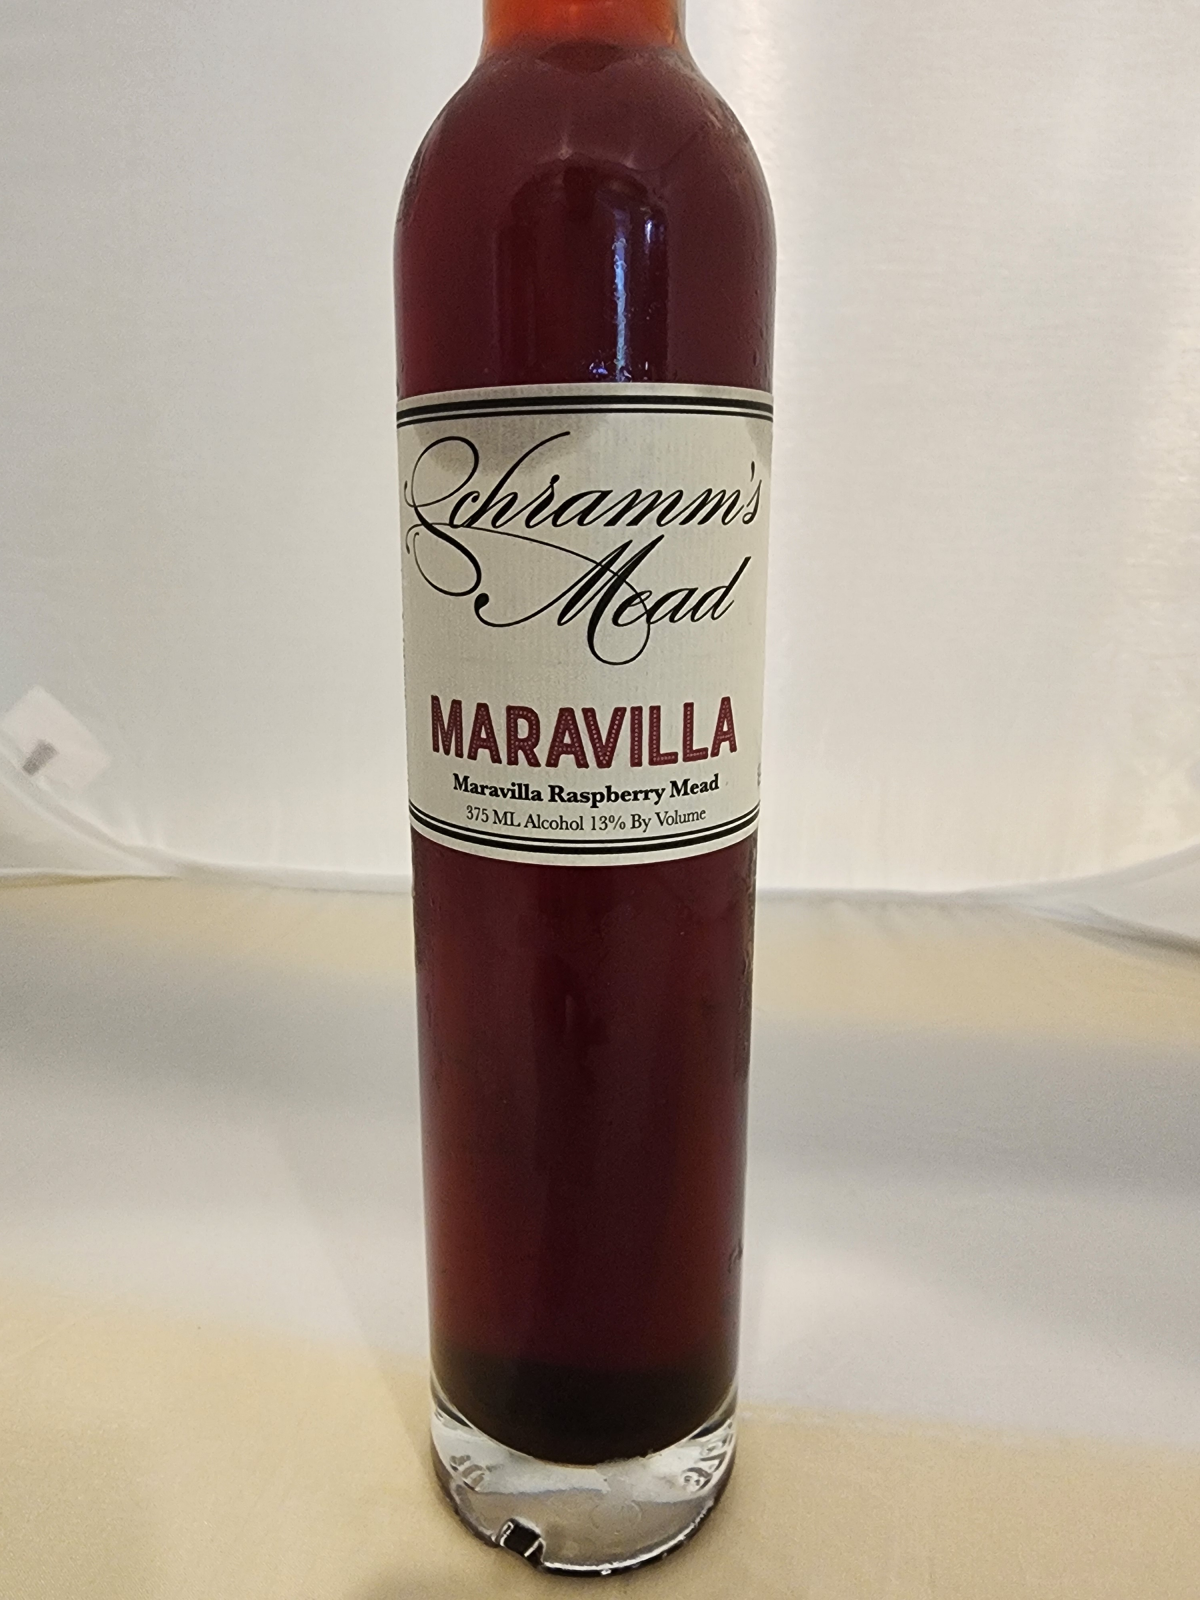 Schramm's
Mead
MARAVILLA
Maravilla Raspberry Mead
375 ML Alcohol 13% By Volume